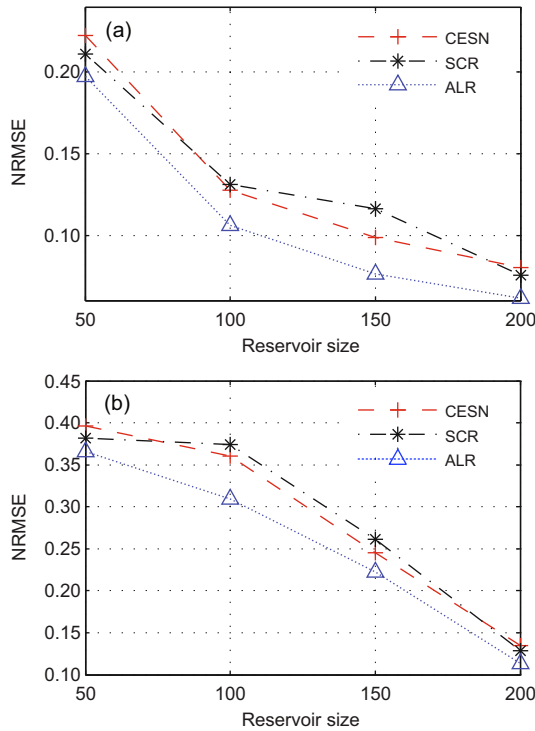 (a)
CESN
SCR
ALR
0.20
0.15
0.10
NRMSE
50 100 150 200
Reservoir size
(b)
CESN
SCR
ALR
0.45
0.40
0.35
0.30
0.25
0.20
0.15
0.10
NRMSE
50 100 150 200
Reservoir size